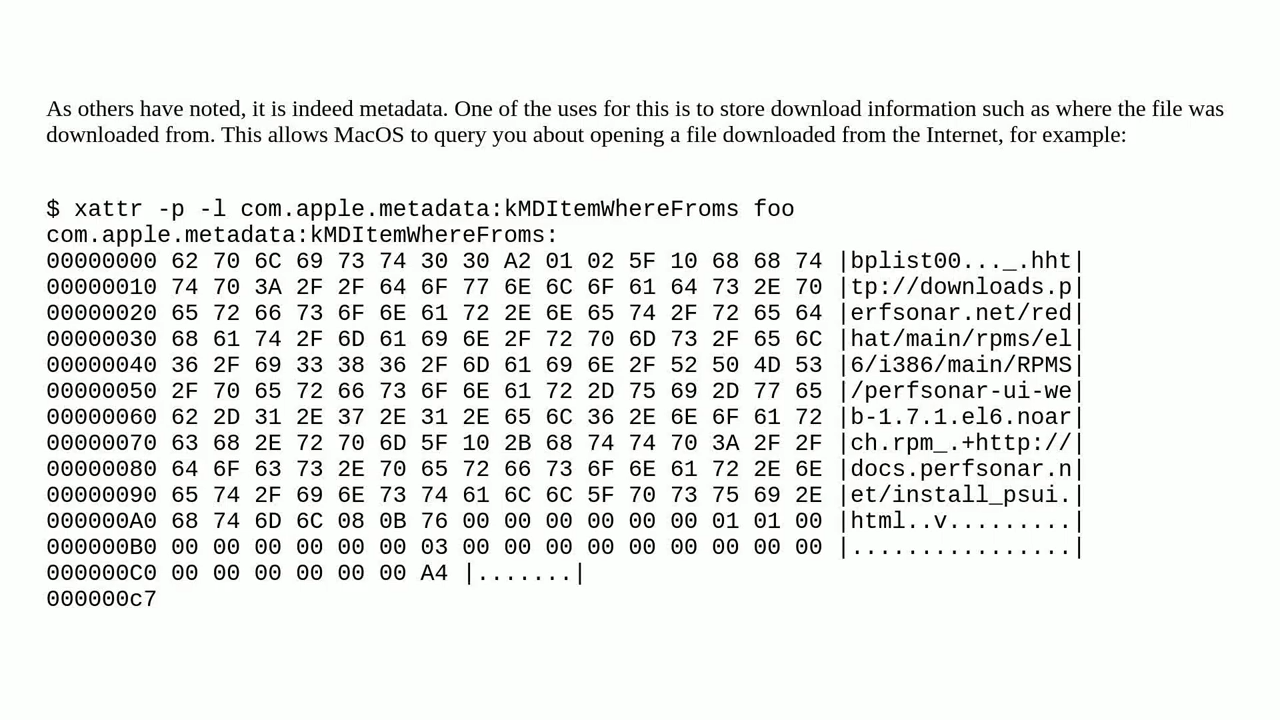 As others have noted, it is indeed metadata. One of the uses for this is to store download information such as where the file was
downloaded from. This allows MacOS to query you about opening a file downloaded from the Internet, for example:
$ xattr -p -l com.apple.metadata:kMDItemWhereFroms foo
com.apple.metadata:kMDItemWhereFroms:
00000000 62 70 6C 69 73 74 30 30 A2 01 02 5F 10 68 68 74 |bplist00..._.hht|
00000010 74 70 3A 2F 2F 64 6F 77 6E 6C 6F 61 64 73 2E 70 |tp://downloads.p|
00000020 65 72 66 73 6F 6E 61 72 2E 6E 65 74 2F 72 65 64 |erfsonar.net/red|
00000030 68 61 74 2F 6D 61 69 6E 2F 72 70 6D 73 2F 65 6C |hat/main/rpms/el|
00000040 36 2F 69 33 38 36 2F 6D 61 69 6E 2F 52 50 4D 53 |6/i386/main/RPMS|
00000050 2F 70 65 72 66 73 6F 6E 61 72 2D 75 69 2D 77 65 |/perfsonar-ui-we|
00000060 62 2D 31 2E 37 2E 31 2E 65 6C 36 2E 6E 6F 61 72 |b-1.7.1.el6.noar|
00000070 63 68 2E 72 70 6D 5F 10 2B 68 74 74 70 3A 2F 2F |ch.rpm_.+http://|
00000080 64 6F 63 73 2E 70 65 72 66 73 6F 6E 61 72 2E 6E |docs.perfsonar.n|
00000090 65 74 2F 69 6E 73 74 61 6C 6C 5F 70 73 75 69 2E |et/install_psui.|
000000A0 68 74 6D 6C 08 0B 76 00 00 00 00 00 00 01 01 00 |html..v.........|
000000B0 00 00 00 00 00 00 03 00 00 00 00 00 00 00 00 00 |................|
000000C0 00 00 00 00 00 00 A4 |.......|
000000c7